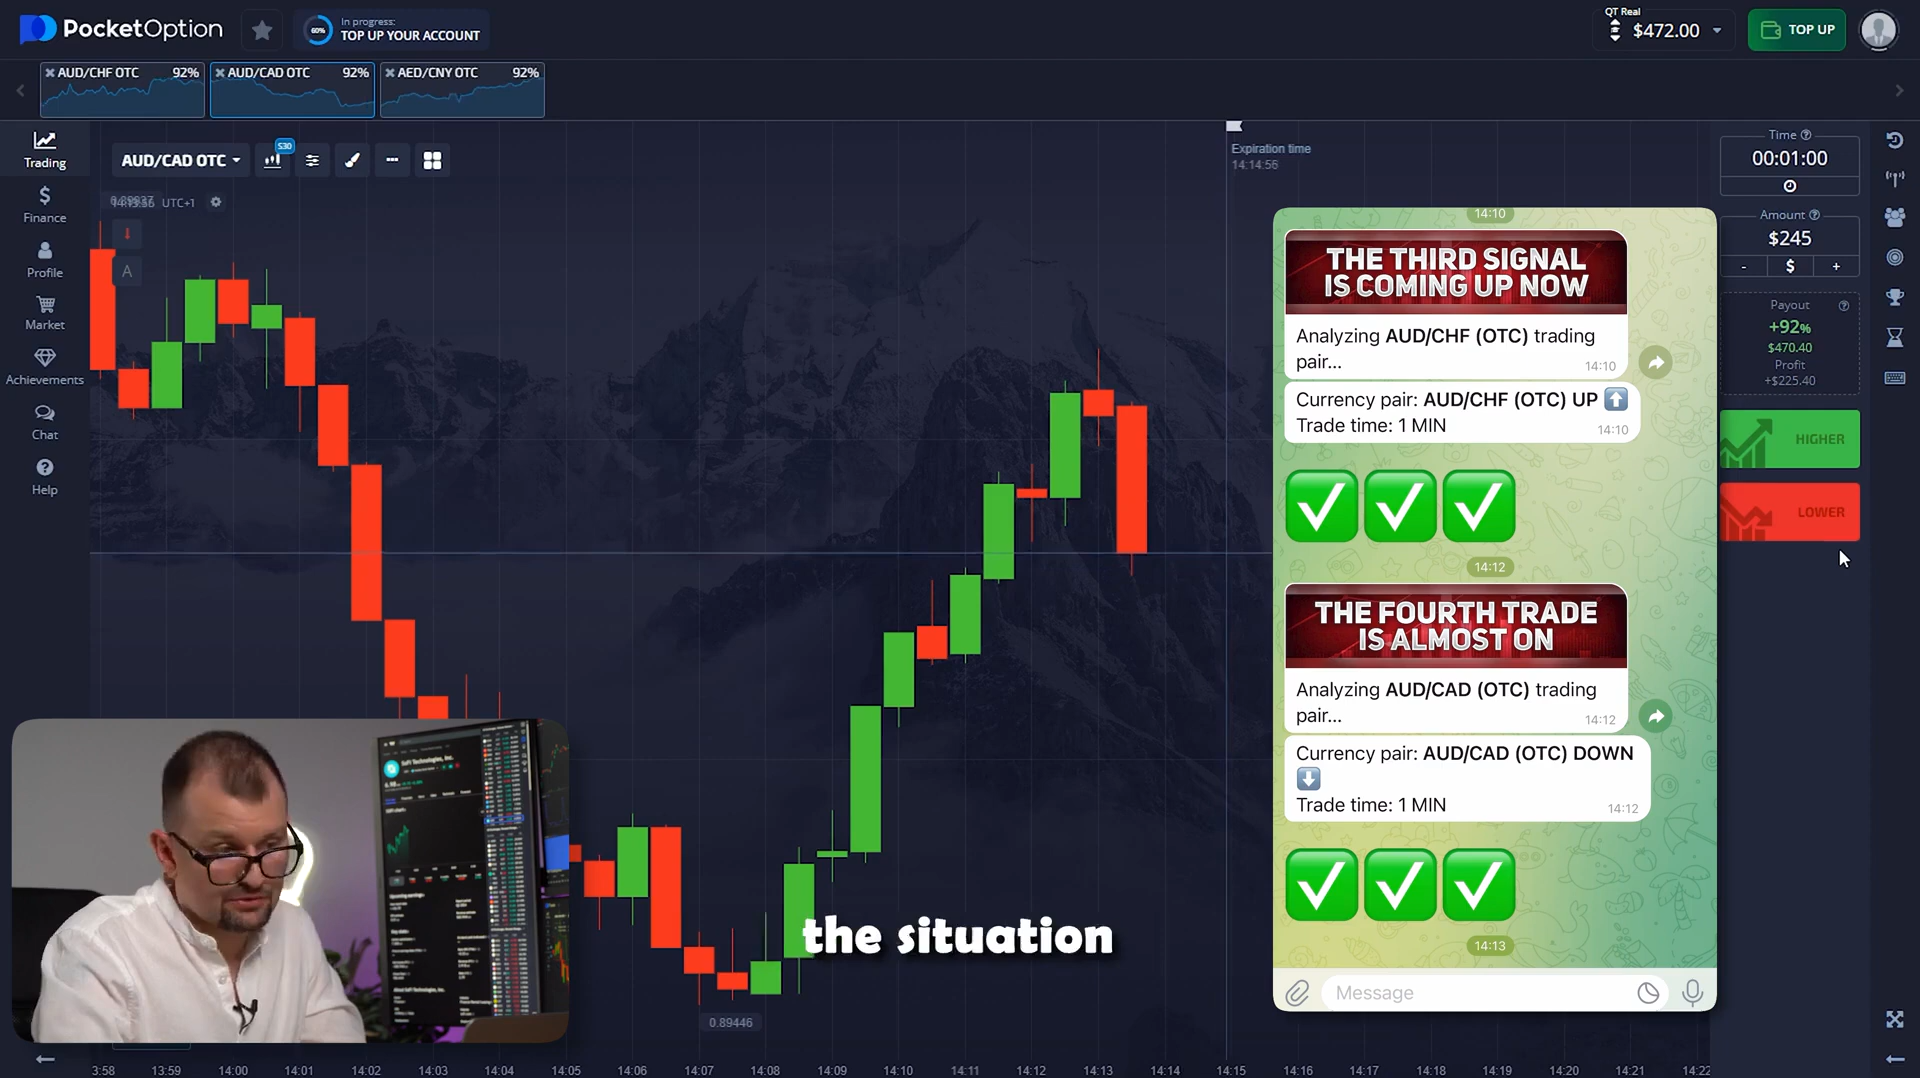 PocketOption
60%
In progress:
TOP UP YOUR ACCOUNT
QT Real
$472.00
TOP UP
AUD/CHF OTC 92%
AUD/CAD OTC 92%
AED/CNY OTC 92%
Trading
Finance
Profile
Market
Achievements
Chat
Help
AUD/CAD OTC
S30
UTC+1
A
Expiration time
14:14:56
Time
00:01:00
Amount
$245
- $ +
Payout
+92%
$470.40
Profit
+$225.40
HIGHER
LOWER
14:10
THE THIRD SIGNAL
IS COMING UP NOW
Analyzing AUD/CHF (OTC) trading
pair...
14:10
Currency pair: AUD/CHF (OTC) UP
Trade time: 1 MIN
14:10
14:12
THE FOURTH TRADE
IS ALMOST ON
Analyzing AUD/CAD (OTC) trading
pair...
14:12
Currency pair: AUD/CAD (OTC) DOWN
Trade time: 1 MIN
14:12
14:13
Message
the situation
0.89446
3:58 13:59 14:00 14:01 14:02 14:03 14:04 14:05 14:06 14:07 14:08 14:09 14:10 14:11 14:12 14:13 14:14 14:15 14:16 14:17 14:18 14:19 14:20 14:21 14:22